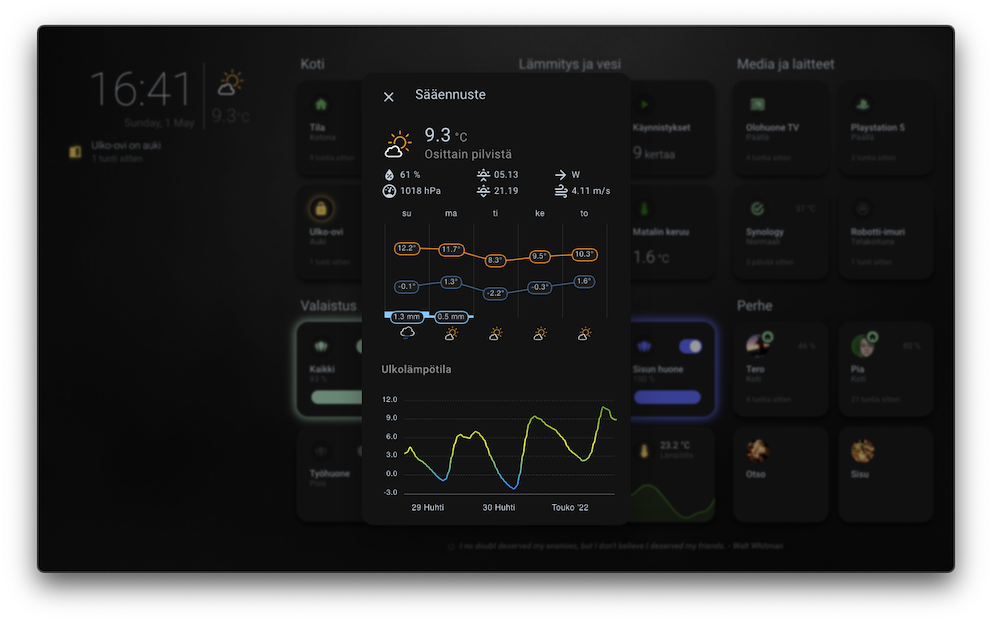 16:41
Sunday, 1 May
9.3°C
Ulko-ovi on auki
1 tunti sitten
Koti
Lämmitys ja vesi
Media ja laitteet
Tila
Kotona
Ulko-ovi
Auki
1 tunti sitten
Valaistus
Kaikki
81 %
Työhuone
Pois
Sääennuste
9.3 °C
Osittain pilvistä
61 %
05.13
W
1018 hPa
21.19
4.11 m/s
su
ma
ti
ke
to
12.2°
11.7°
8.3°
9.5°
10.3°
-0.1°
1.3°
-2.2°
-0.3°
1.6°
1.3 mm
0.5 mm
Ulkolämpötila
12.0
9.0
6.0
3.0
0.0
-3.0
29 Huhti
30 Huhti
Touko '22
Käynnistykset
9 kertaa
Matalin keruu
1.6 °C
Sisun huone
100 %
23.2 °C
Lämpötila
Olohuone TV
Päällä
4 tuntia sitten
Playstation 5
Päällä
3 tuntia sitten
Synology
37 °C
Normaali
5 päivää sitten
Robotti-imuri
Telakoituna
1 tunti sitten
Perhe
Tero
Koti
4 tuntia sitten
Pia
Koti
21 tuntia sitten
Otso
Sisu
I no doubt deserved my enemies, but I don't believe I deserved my friends. - Walt Whitman